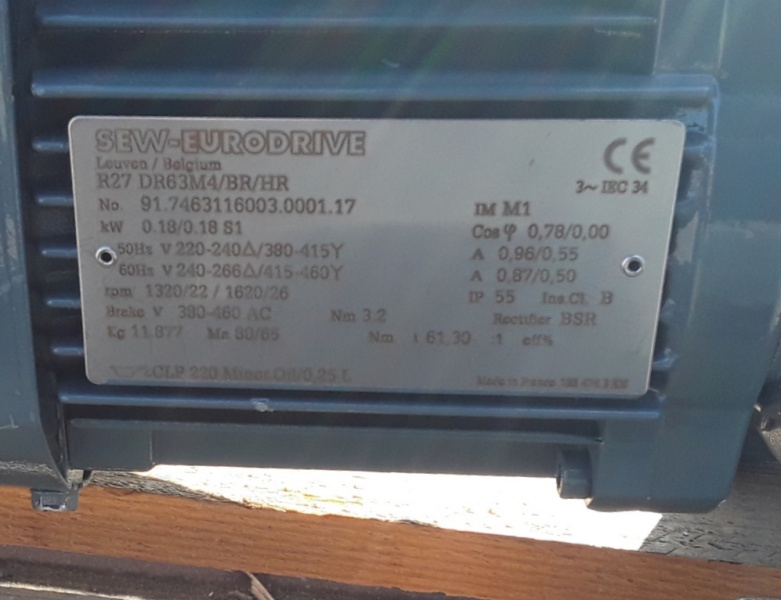 SEW-EURODRIVE
Leuven / Belgium
CE
R27 DR63M4/BR/HR
3~ IEC 34
No. 91.7463116003.0001.17
IM M1
kW 0.18/0.18 S1
Cos φ 0,78/0,00
50Hz V 220-240Δ/380-415Y
A 0,96/0,55
60Hz V 240-266Δ/415-460Y
A 0,87/0,50
rpm 1320/22 / 1620/26
IP 55 Ins.Cl. B
Brake V 380-460 AC Nm 3.2 Rectifier BSR
Kg 11.877 Ma 80/65 Nm i 61,30 :1 eff%
CLP 220 Miner.Oil/0,25 L
Made in France